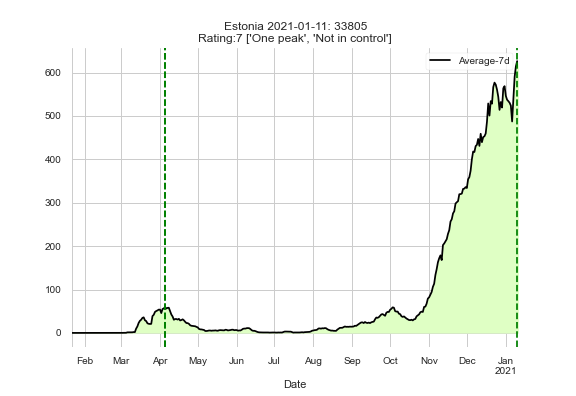 Estonia 2021-01-11: 33805
Rating:7 ['One peak', 'Not in control']
Average-7d
600
500
400
300
200
100
0
Feb Mar Apr May Jun Jul Aug Sep Oct Nov Dec Jan
2021
Date